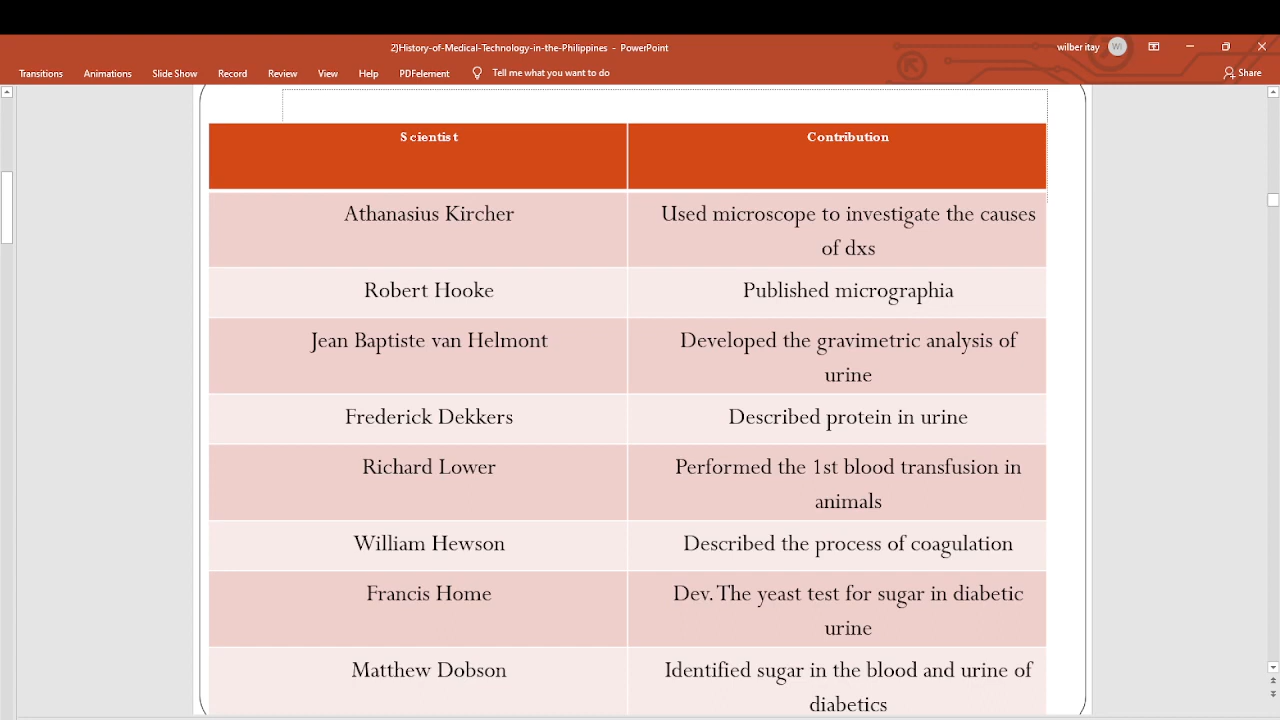 2)History-of-Medical-Technology-in-the-Philippines - PowerPoint
wilber itay
WI
Transitions
Animations
Slide Show
Record
Review
View
Help
PDFelement
Tell me what you want to do
Share
Scientist
Contribution
Athanasius Kircher
Used microscope to investigate the causes
of dxs
Robert Hooke
Published micrographia
Jean Baptiste van Helmont
Developed the gravimetric analysis of
urine
Frederick Dekkers
Described protein in urine
Richard Lower
Performed the 1st blood transfusion in
animals
William Hewson
Described the process of coagulation
Francis Home
Dev. The yeast test for sugar in diabetic
urine
Matthew Dobson
Identified sugar in the blood and urine of
diabetics